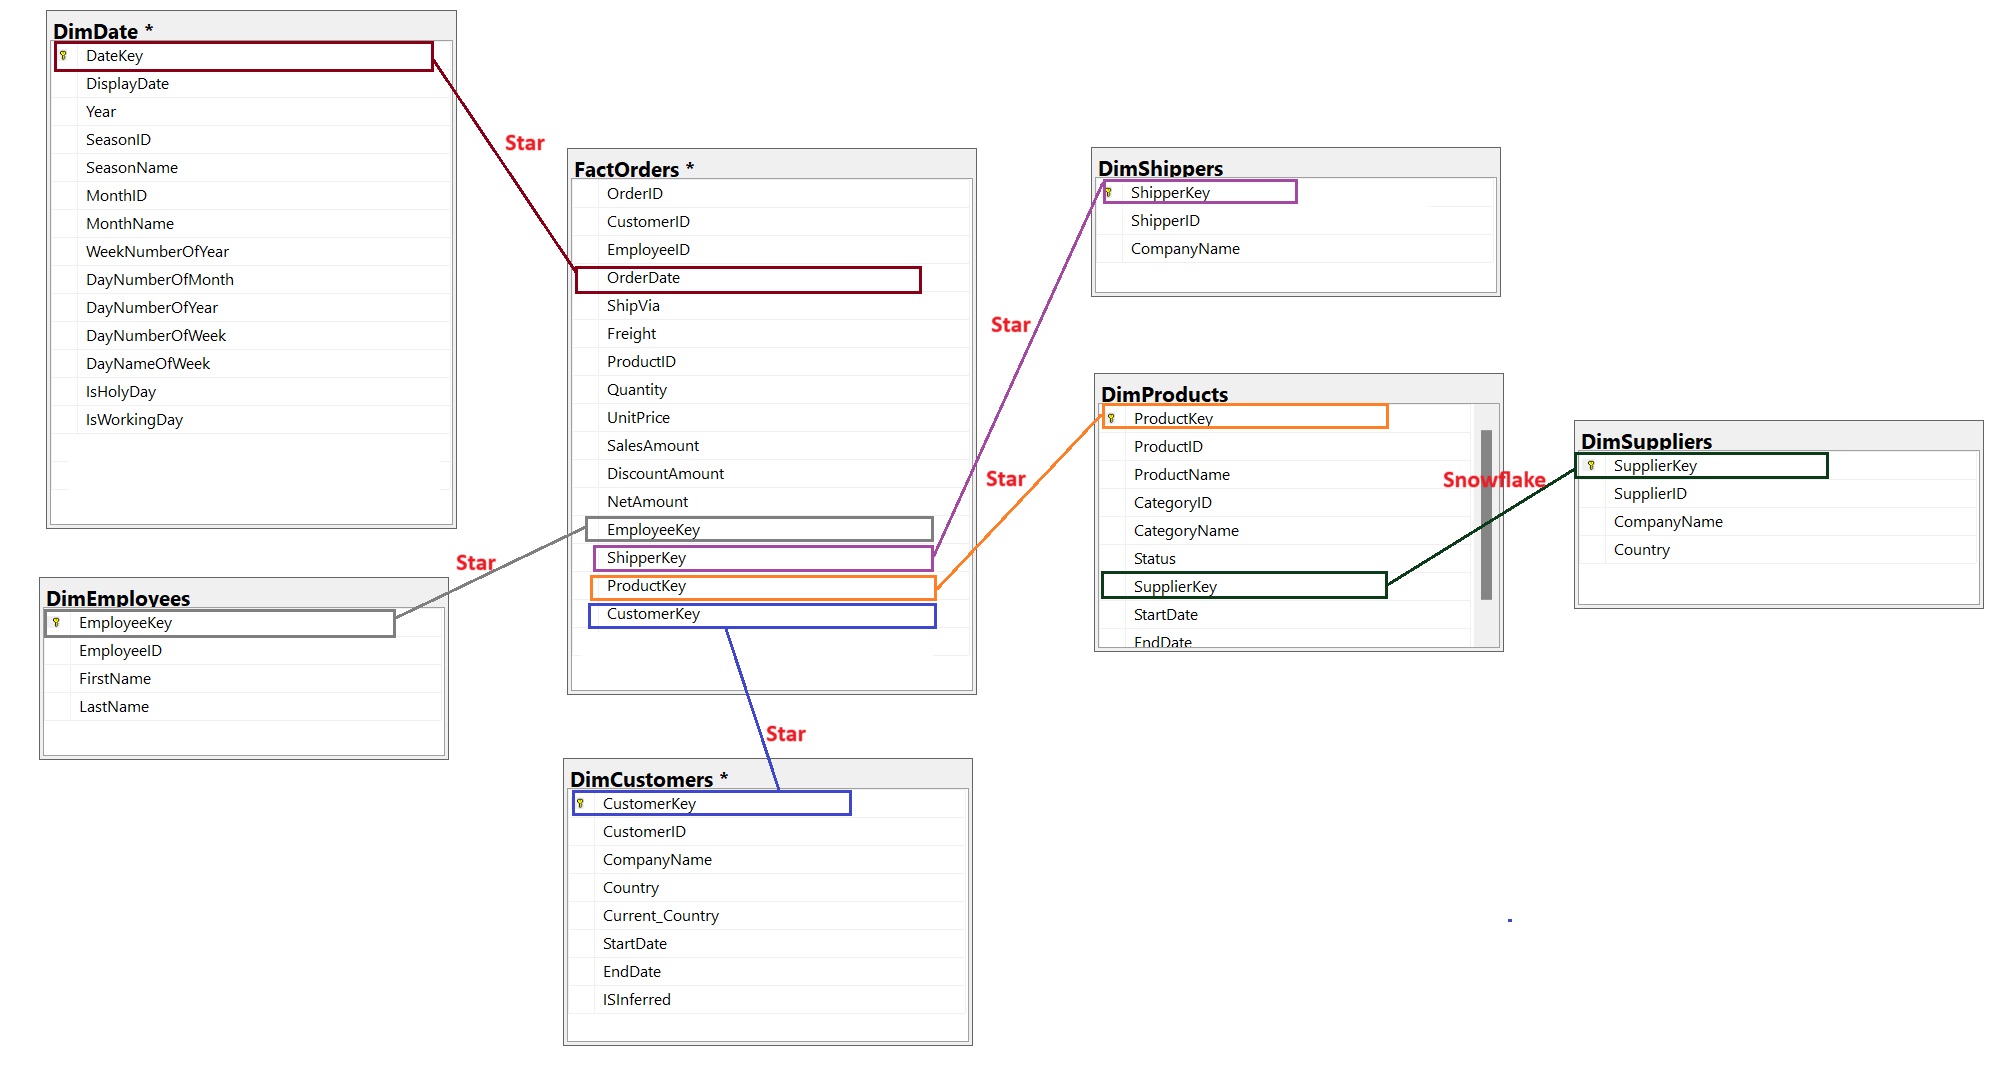 DimDate *
DateKey
DisplayDate
Year
SeasonID
SeasonName
MonthID
MonthName
WeekNumberOfYear
DayNumberOfMonth
DayNumberOfYear
DayNumberOfWeek
DayNameOfWeek
IsHolyDay
IsWorkingDay
Star
FactOrders *
OrderID
CustomerID
EmployeeID
OrderDate
ShipVia
Freight
ProductID
Quantity
UnitPrice
SalesAmount
DiscountAmount
NetAmount
EmployeeKey
ShipperKey
ProductKey
CustomerKey
Star
DimShippers
ShipperKey
ShipperID
CompanyName
Star
DimProducts
ProductKey
ProductID
ProductName
CategoryID
CategoryName
Status
SupplierKey
StartDate
EndDate
Snowflake
DimSuppliers
SupplierKey
SupplierID
CompanyName
Country
Star
DimEmployees
EmployeeKey
EmployeeID
FirstName
LastName
Star
DimCustomers *
CustomerKey
CustomerID
CompanyName
Country
Current_Country
StartDate
EndDate
ISInferred